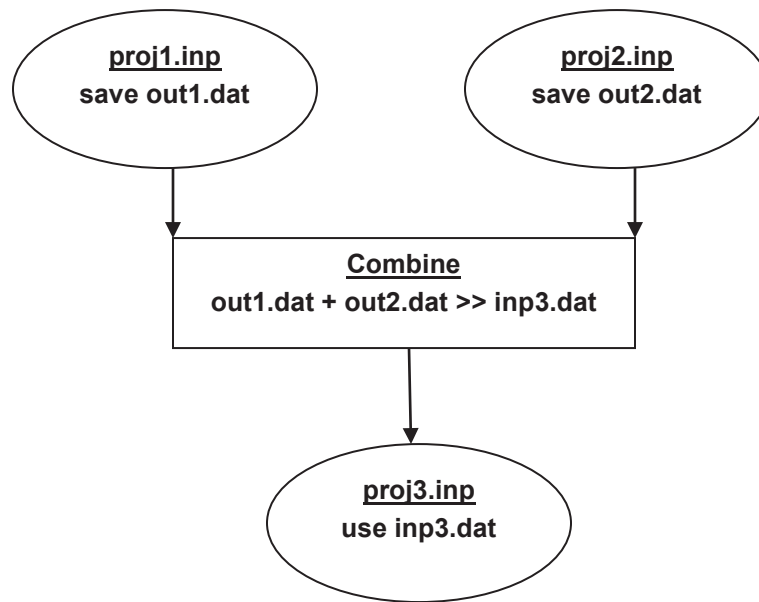 proj1.inp
save out1.dat
proj2.inp
save out2.dat
Combine
out1.dat + out2.dat >> inp3.dat
proj3.inp
use inp3.dat